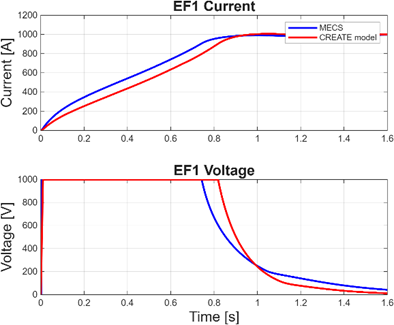 EF1 Current
1200
1000
800
600
400
200
0
Current [A]
MECS
CREATE model
0 0.2 0.4 0.6 0.8 1 1.2 1.4 1.6
EF1 Voltage
1000
800
600
400
200
0
Voltage [V]
0 0.2 0.4 0.6 0.8 1 1.2 1.4 1.6
Time [s]